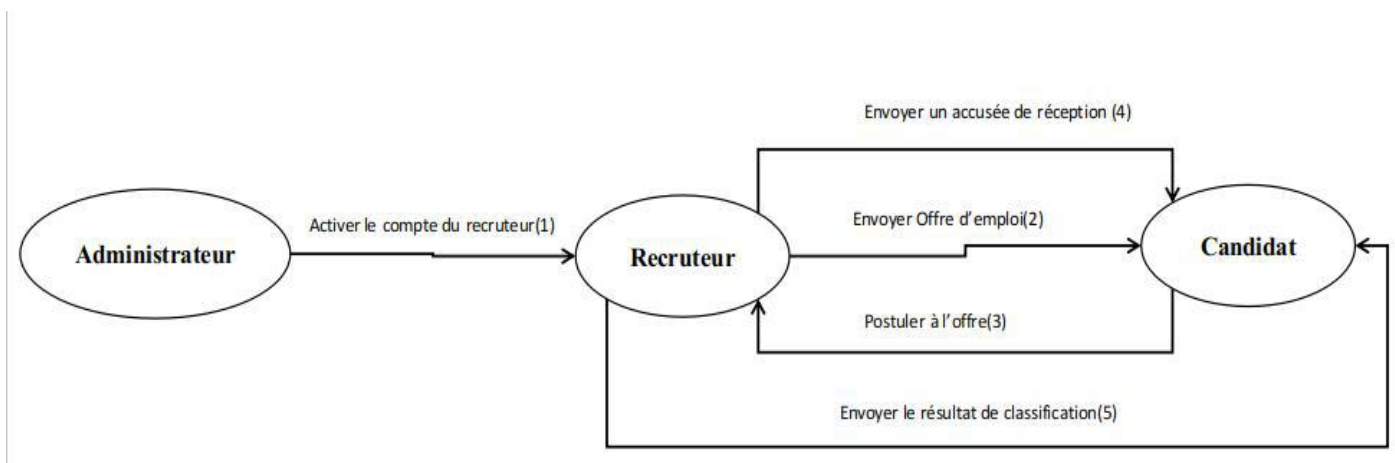 Envoyer un accusée de réception (4)
Activer le compte du recruteur(1)
Envoyer Offre d'emploi(2)
Administrateur
Recruteur
Candidat
Postuler à l'offre(3)
Envoyer le résultat de classification(5)